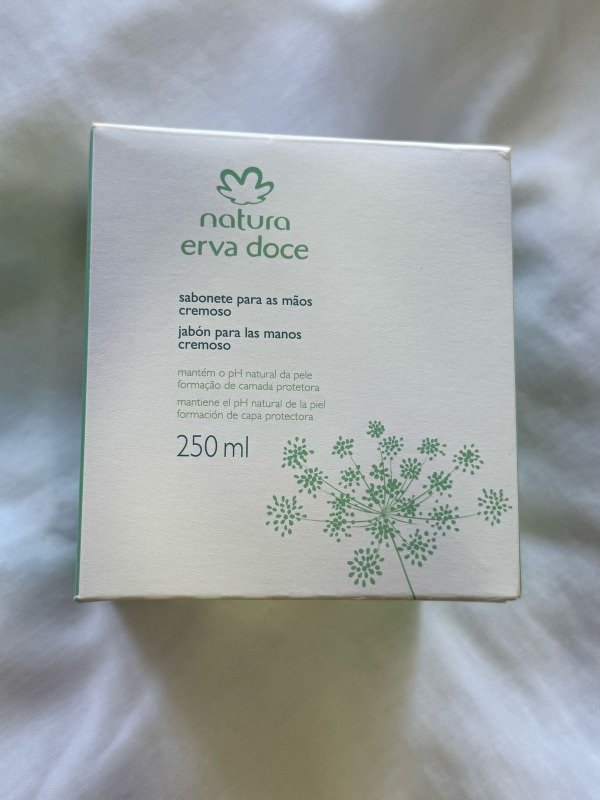 natura
erva doce
sabonete para as mãos
cremoso
jabón para las manos
cremoso
mantém o pH natural da pele
formação de camada protetora
mantiene el pH natural de la piel
formación de capa protectora
250 ml